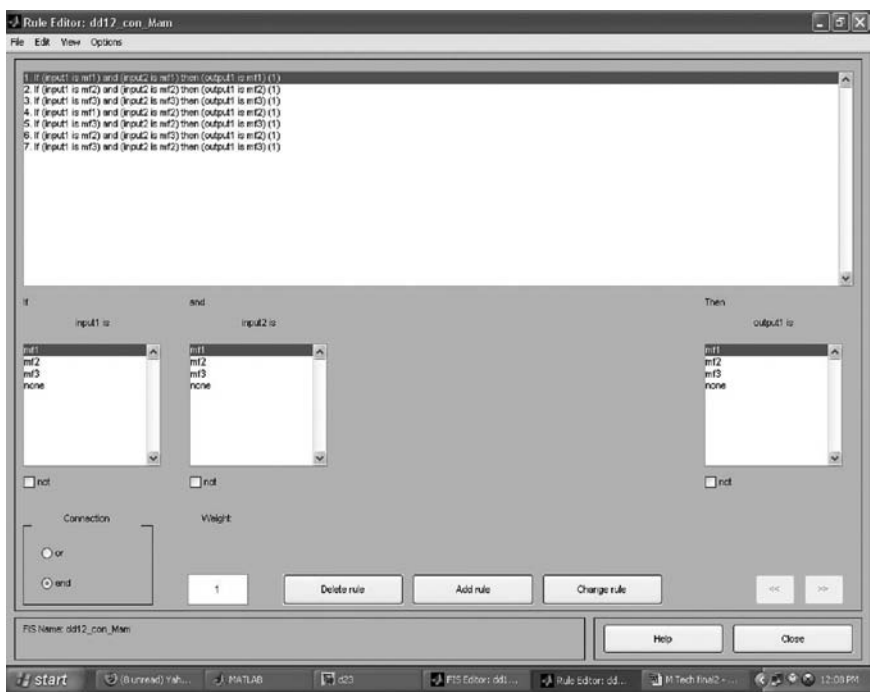 Rule Editor: dd12_con_Mam
File Edit View Options
1. If (input1 is mf1) and (input2 is mf1) then (output1 is mf1) (1)
2. If (input1 is mf2) and (input2 is mf2) then (output1 is mf2) (1)
3. If (input1 is mf3) and (input2 is mf3) then (output1 is mf3) (1)
4. If (input1 is mf1) and (input2 is mf2) then (output1 is mf2) (1)
5. If (input1 is mf3) and (input2 is mf2) then (output1 is mf3) (1)
6. If (input1 is mf2) and (input2 is mf3) then (output1 is mf2) (1)
7. If (input1 is mf3) and (input2 is mf2) then (output1 is mf3) (1)
If and Then
input1 is input2 is output1 is
mf1 mf1 mf1
mf2 mf2 mf2
mf3 mf3 mf3
none none none
not not not
Connection Weight:
or
and 1 Delete rule Add rule Change rule << >>
FIS Name: dd12_con_Mam Help Close
start (8 unread) Yah... MATLAB d23 FIS Editor: dd1... Rule Editor: dd... M Tech final2 - ... 12:08 PM